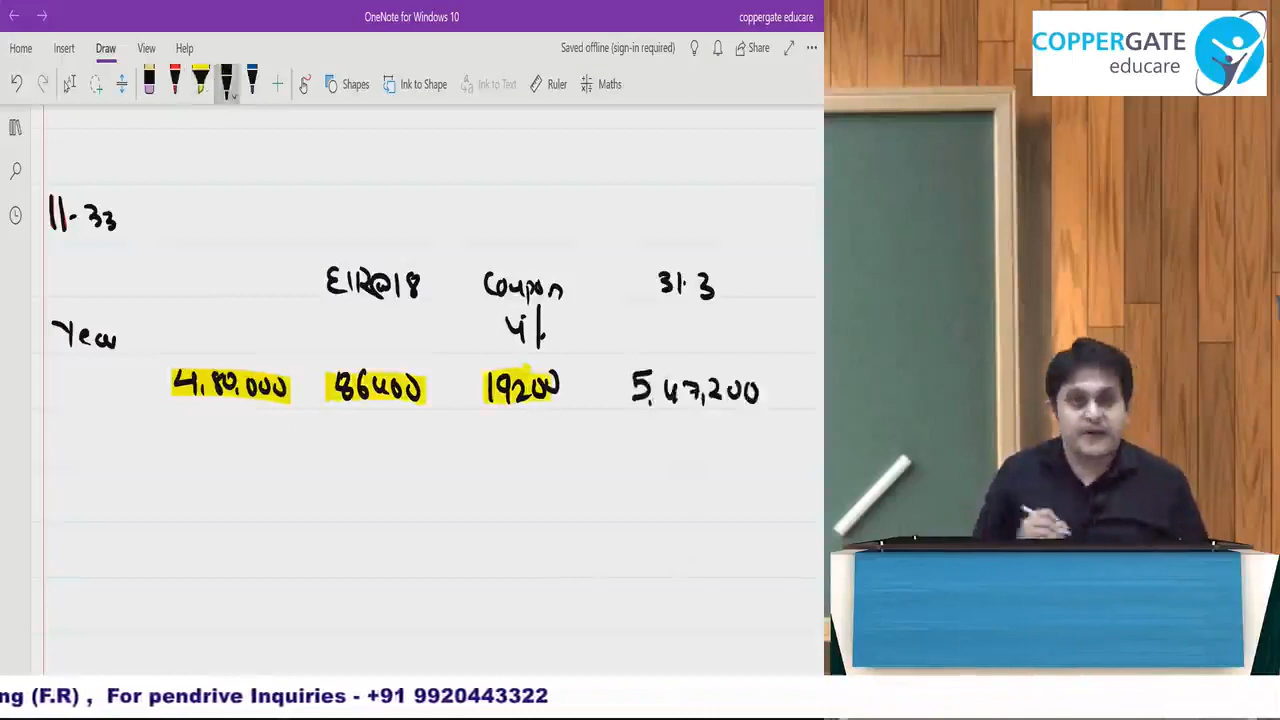 OneNote for Windows 10
coppergate educare
Home Insert Draw View Help
Saved offline (sign-in required)
Share
Shapes
Ink to Shape
Ink to Text
Ruler
Maths
COPPERGATE
educare
11.33
EIR@18 Coupon 31.3
Year 4%
4,80,000 86400 19200 5,47,200
ng (F.R) , For pendrive Inquiries - +91 9920443322